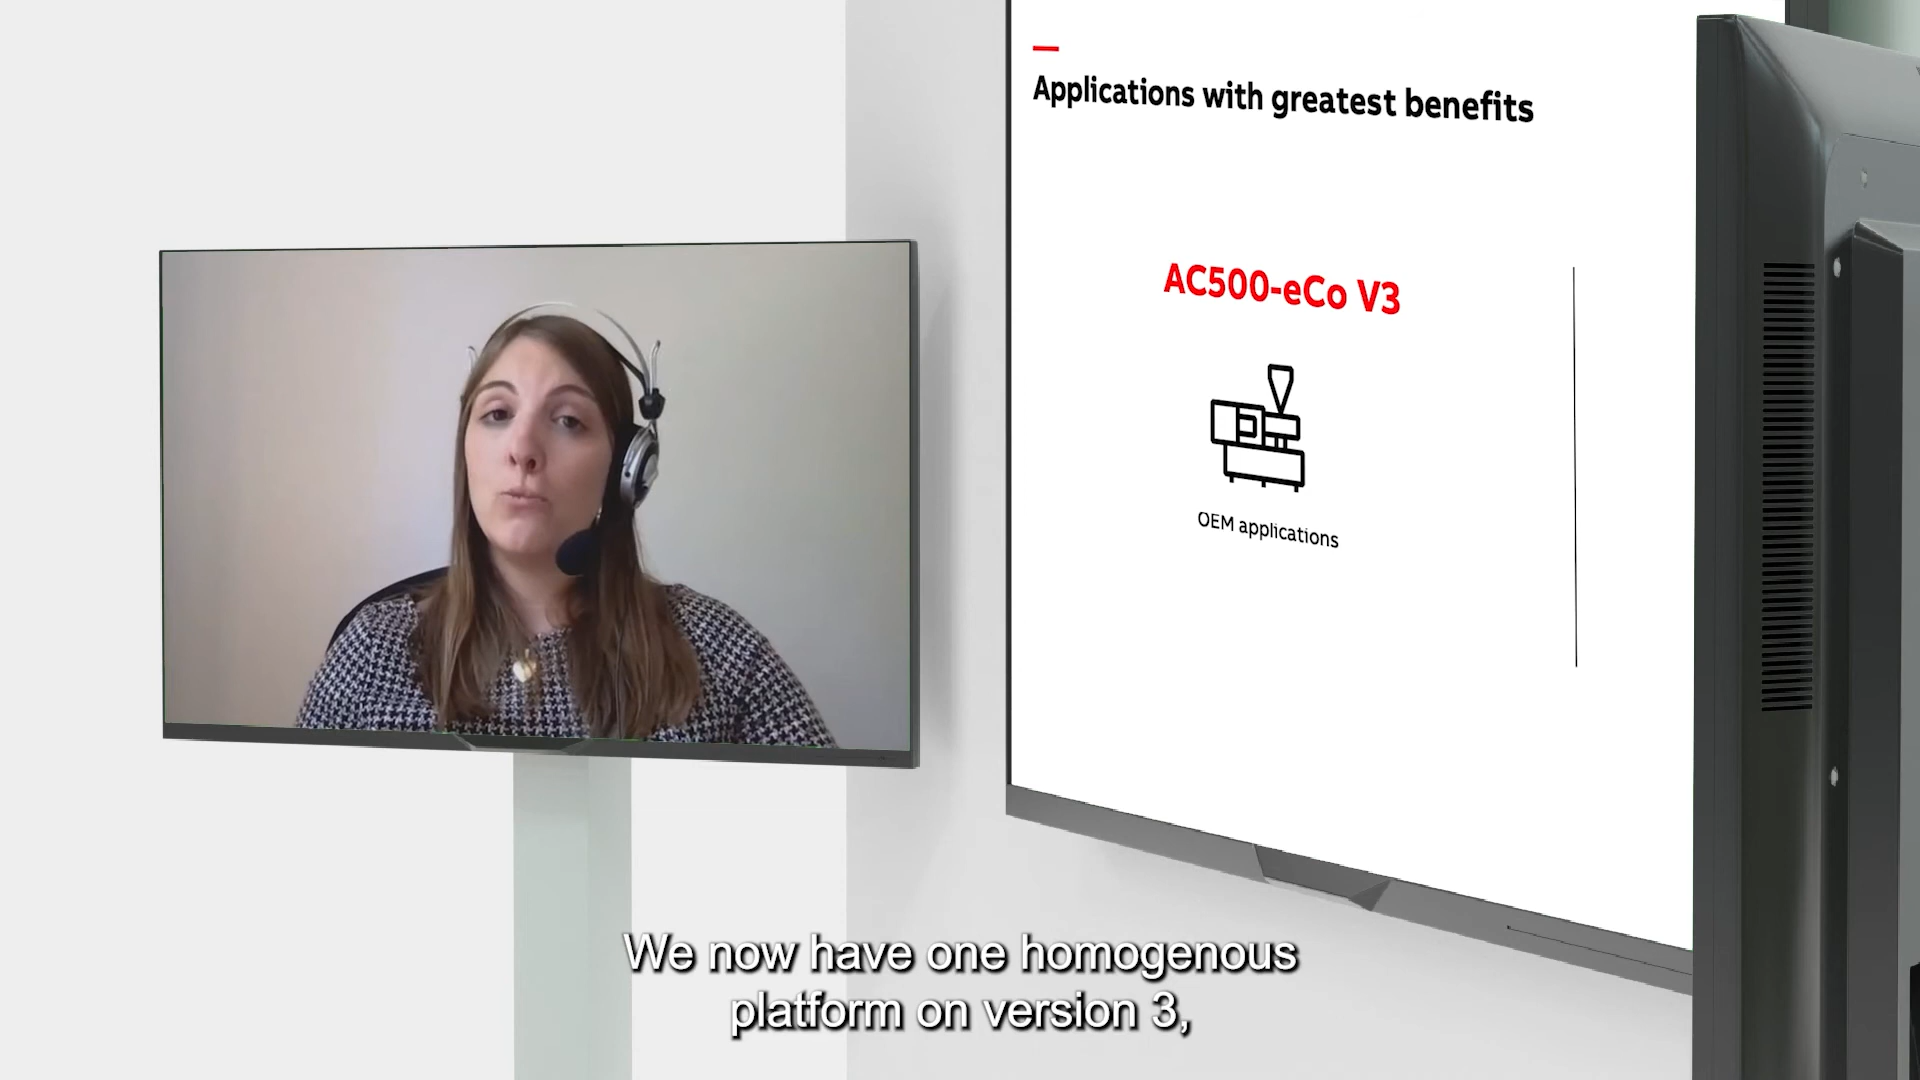 Applications with greatest benefits
AC500-eCo V3
OEM applications
We now have one homogenous
platform on version 3,